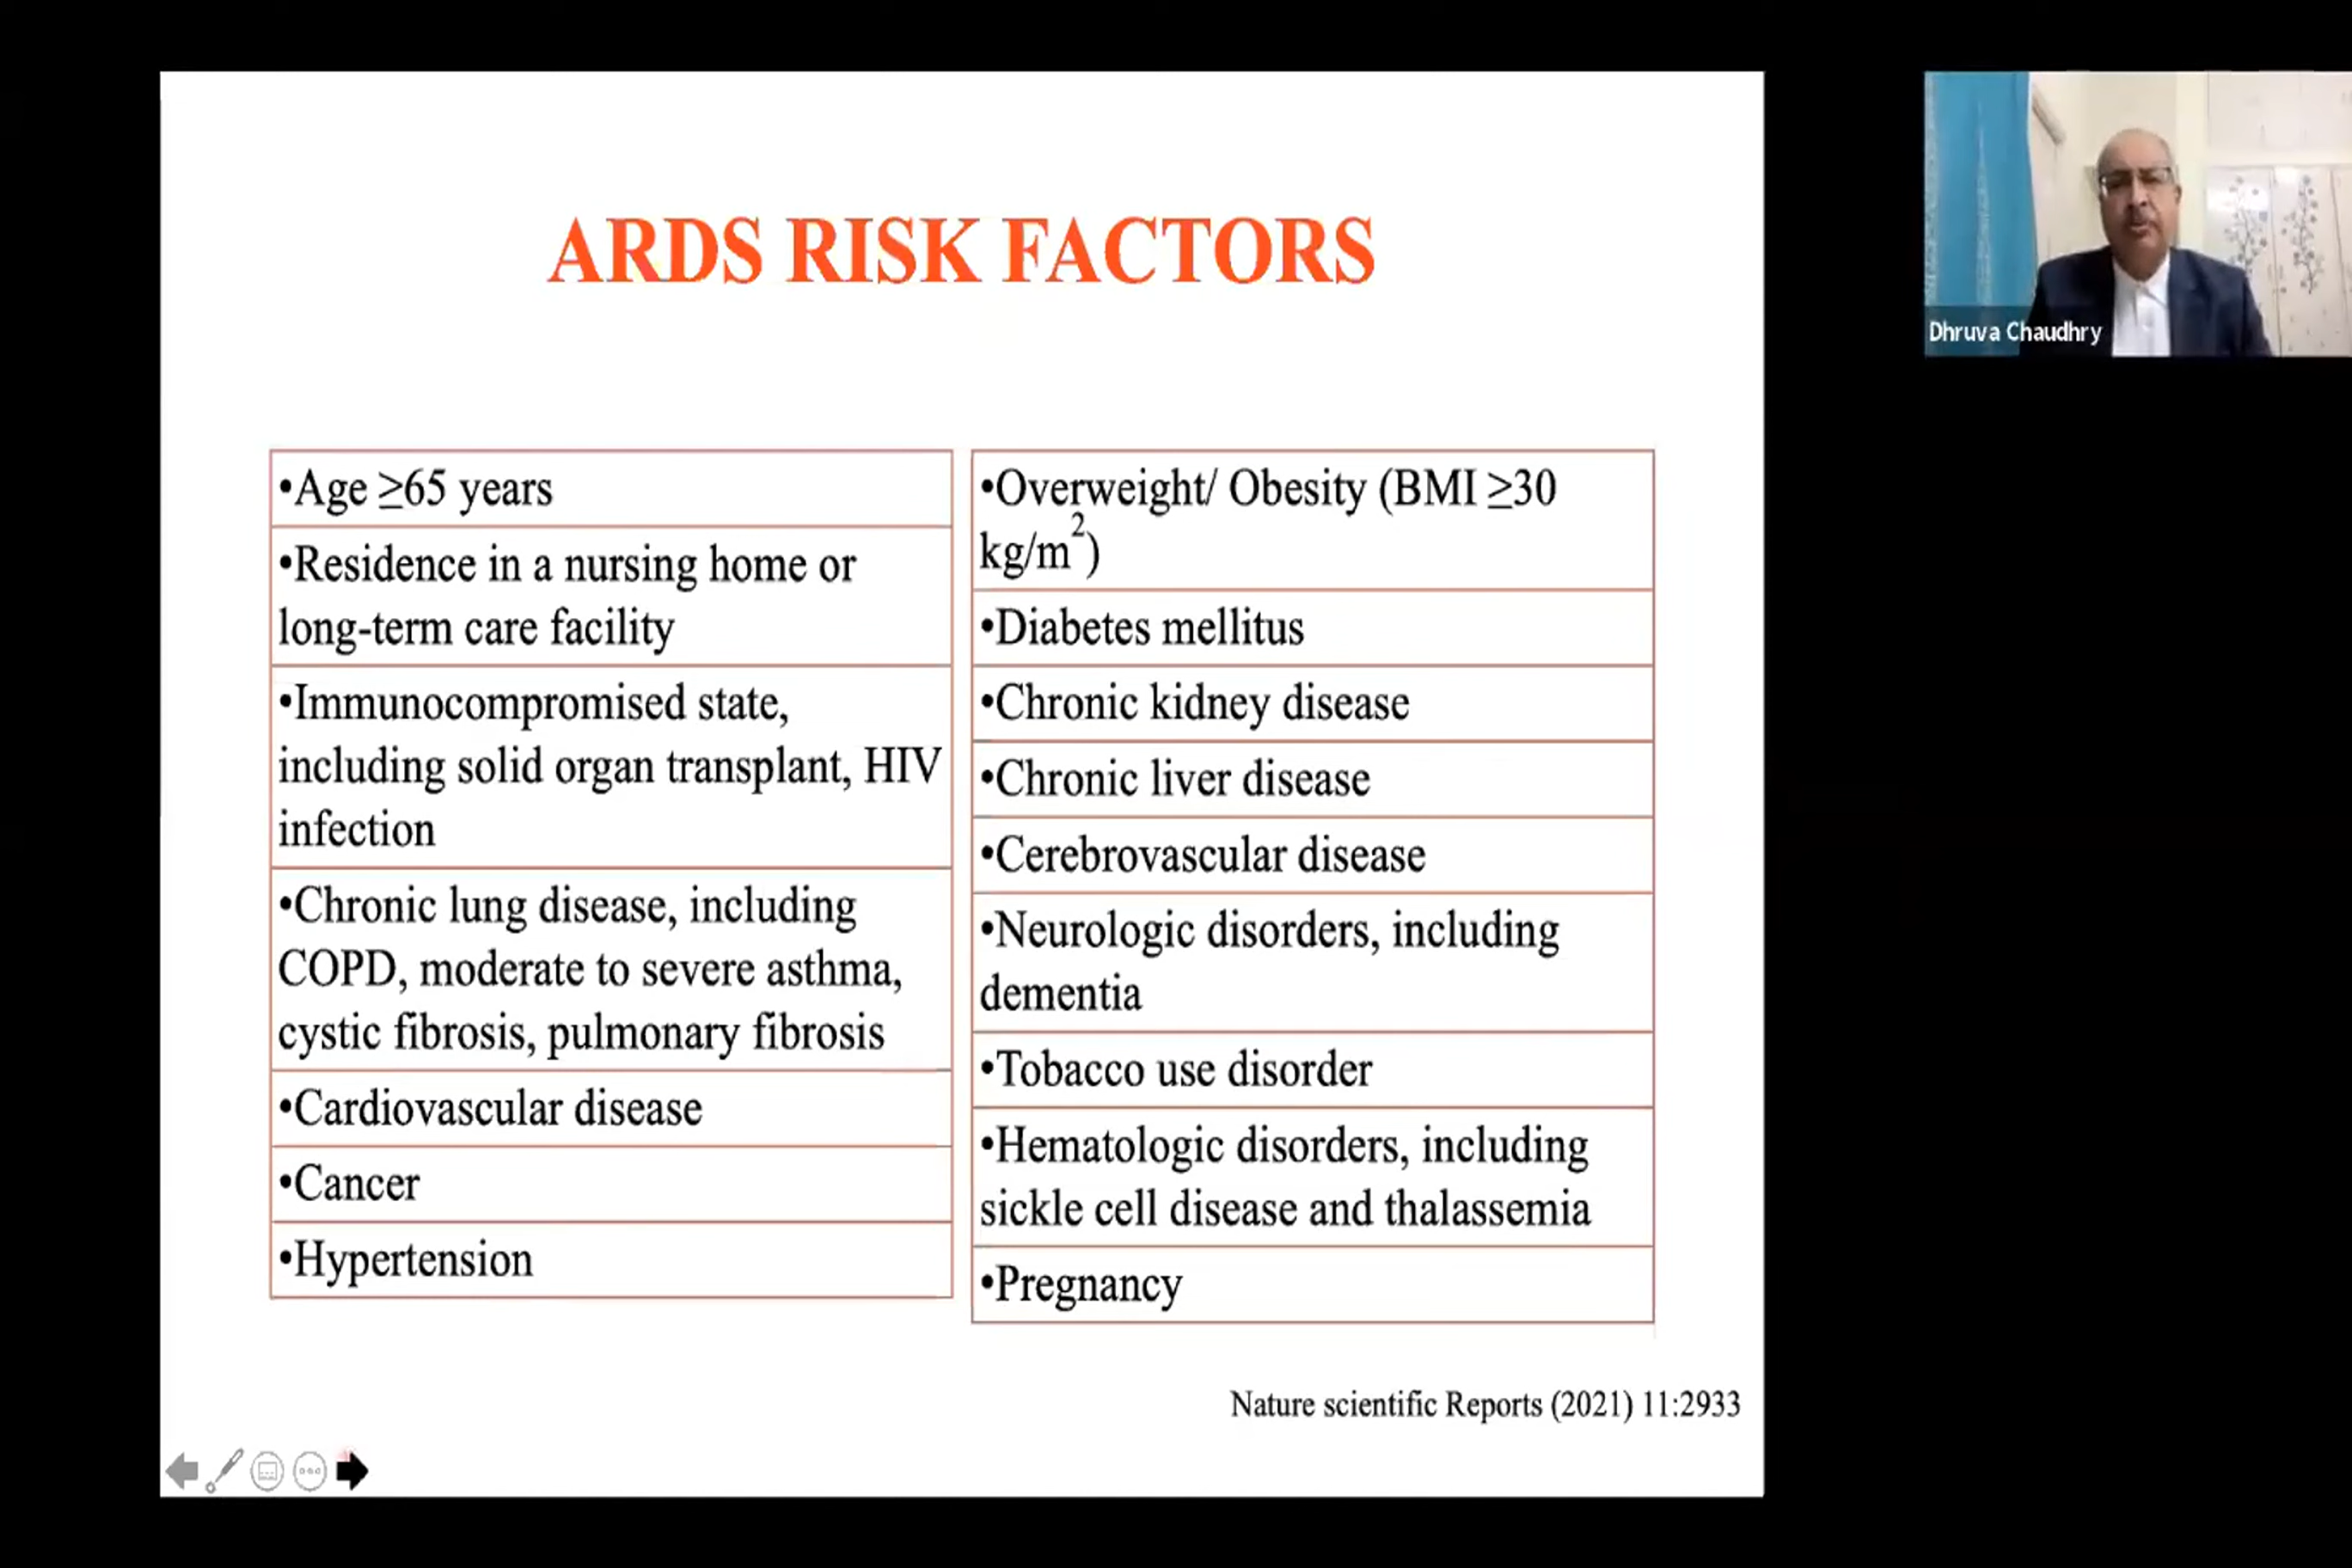 ARDS RISK FACTORS
•Age ≥65 years
•Residence in a nursing home or
long-term care facility
•Immunocompromised state,
including solid organ transplant, HIV
infection
•Chronic lung disease, including
COPD, moderate to severe asthma,
cystic fibrosis, pulmonary fibrosis
•Cardiovascular disease
•Cancer
•Hypertension
•Overweight/ Obesity (BMI ≥30
kg/m²)
•Diabetes mellitus
•Chronic kidney disease
•Chronic liver disease
•Cerebrovascular disease
•Neurologic disorders, including
dementia
•Tobacco use disorder
•Hematologic disorders, including
sickle cell disease and thalassemia
•Pregnancy
Nature scientific Reports (2021) 11:2933
Dhruva Chaudhry